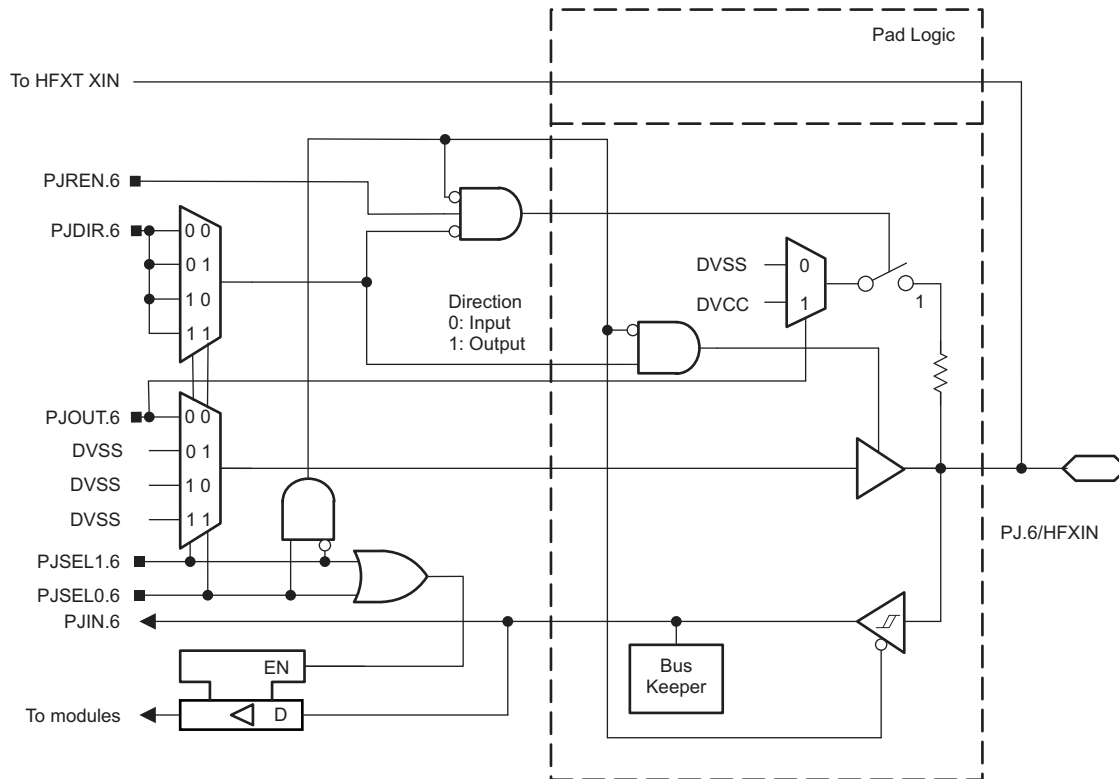 Pad Logic
To HFXT XIN
PJREN.6
PJDIR.6
0 0
0 1
1 0
1 1
Direction
0: Input
1: Output
DVSS
0
DVCC
1
1
PJOUT.6
0 0
DVSS
0 1
DVSS
1 0
DVSS
1 1
PJ.6/HFXIN
PJSEL1.6
PJSEL0.6
PJIN.6
Bus
Keeper
EN
To modules
D